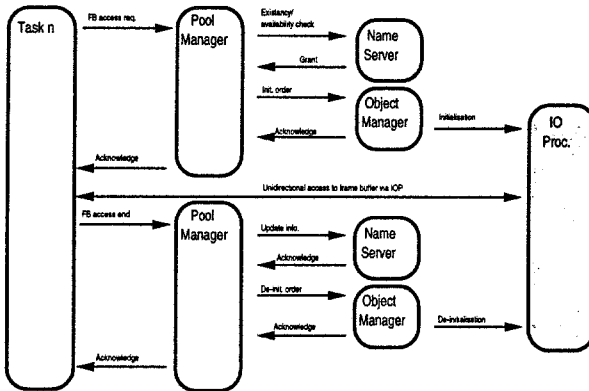 Task n
FB access req.
Pool
Manager
Existancy/
availability check
Name
Server
Grant
Init. order
Object
Manager
Initialisation
IO
Proc.
Acknowledge
Acknowledge
Unidirectional access to frame buffer via IOP
FB access end
Pool
Manager
Update info.
Name
Server
Acknowledge
De-init. order
Object
Manager
De-initialisation
Acknowledge
Acknowledge